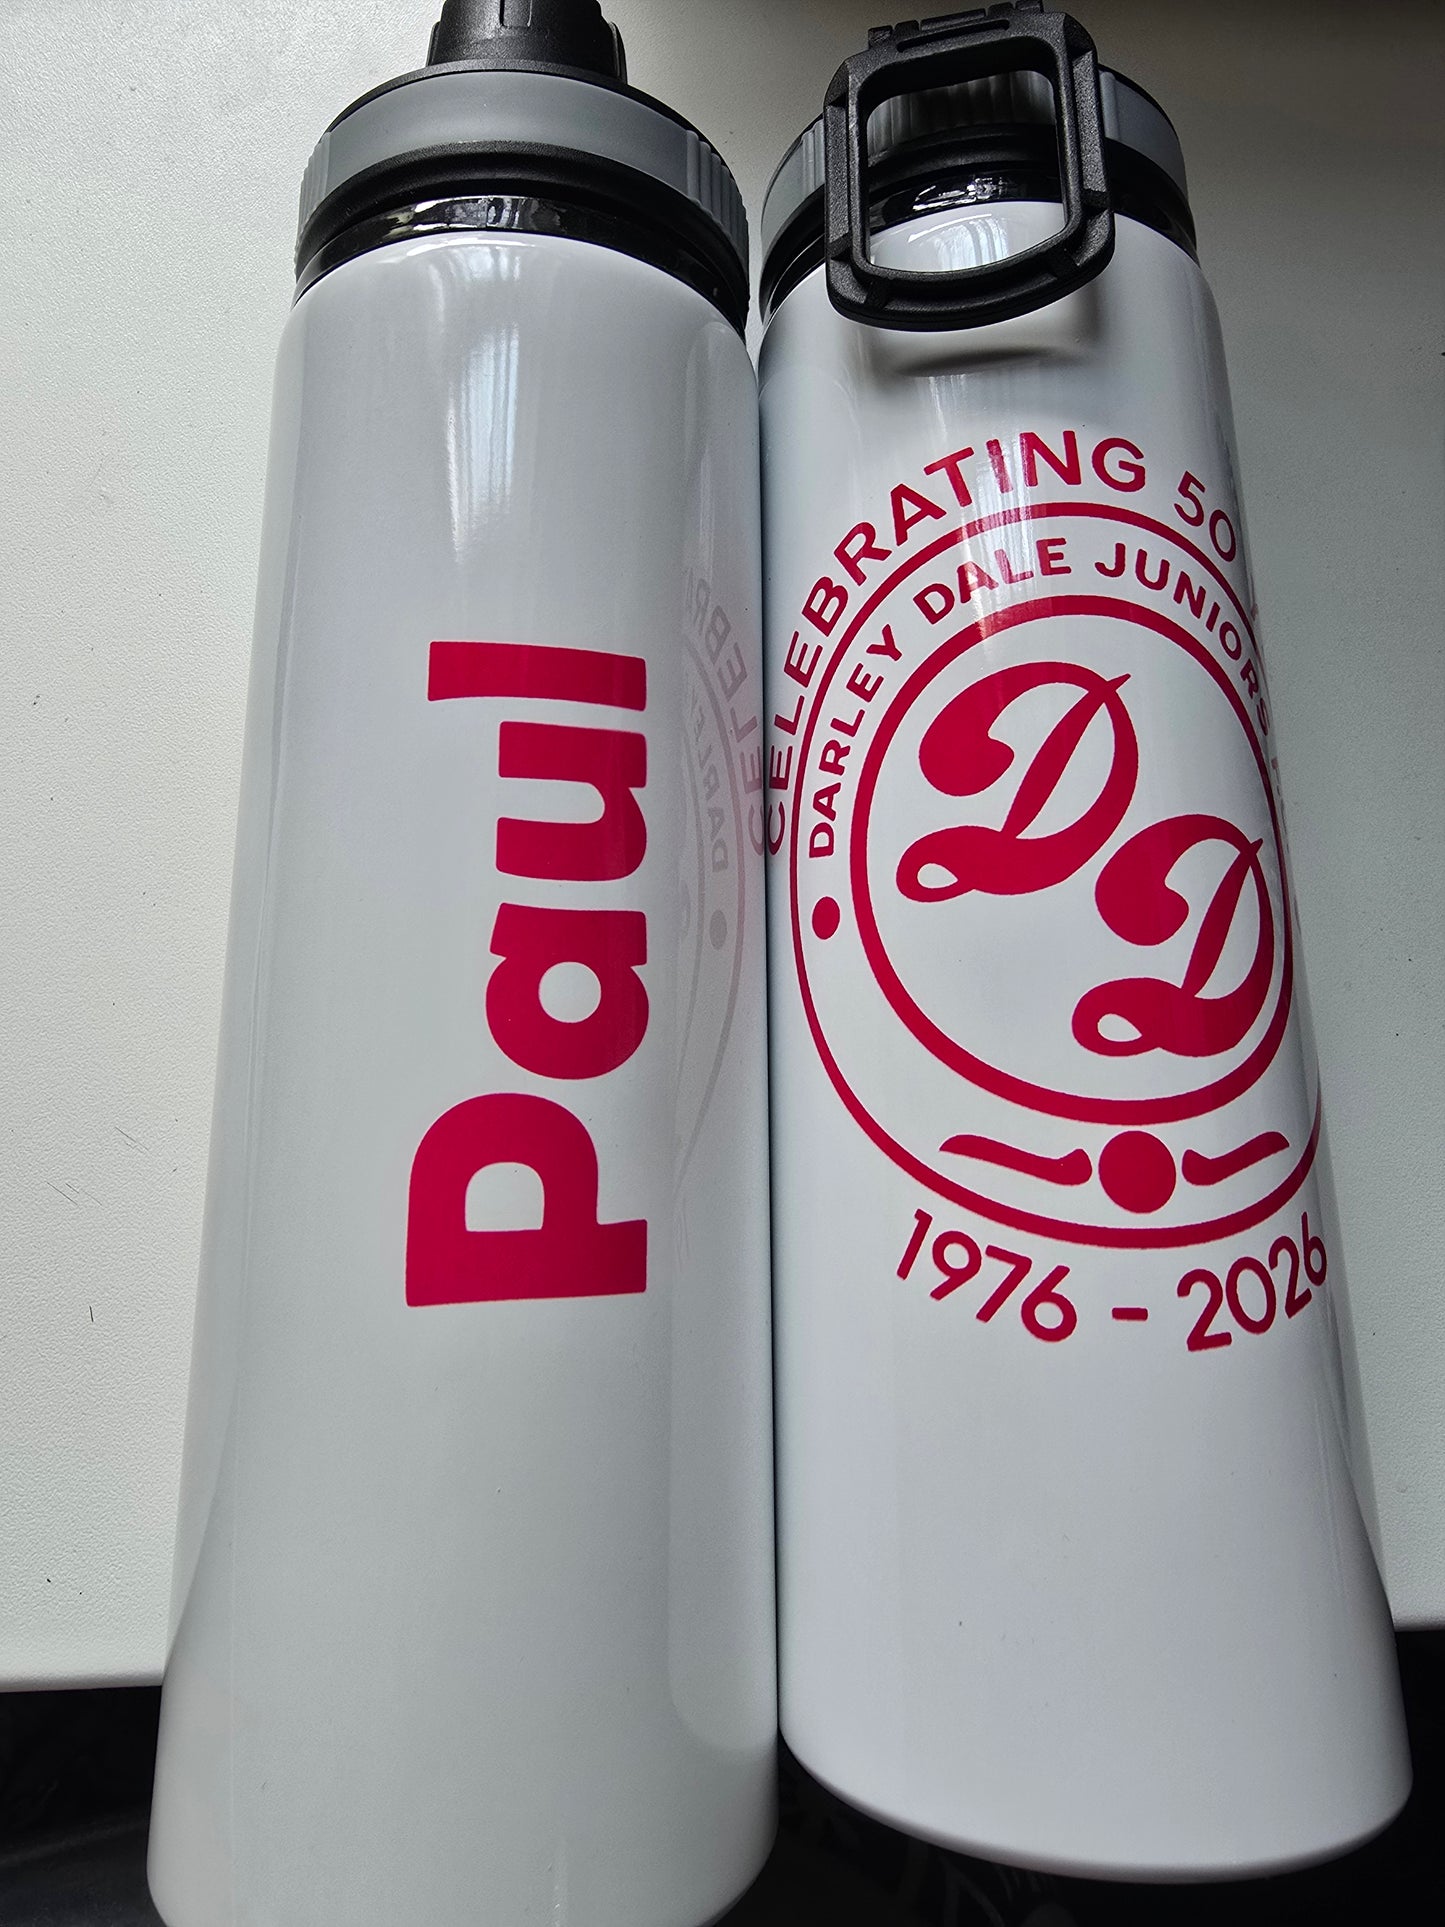 Paul
CELEBRATING 50
DARLEY DALE JUNIORS
DD
1976 - 2026